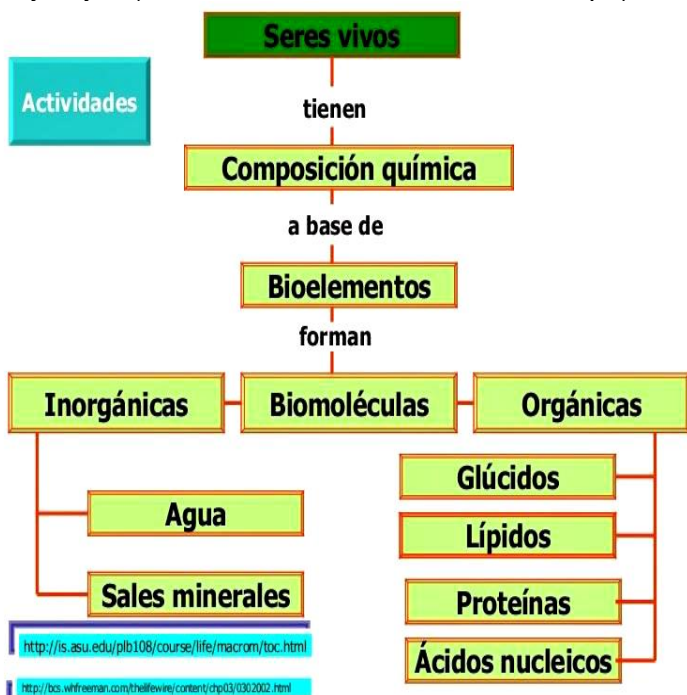 Seres vivos
Actividades
tienen
Composición química
a base de
Bioelementos
forman
Inorgánicas
Biomoléculas
Orgánicas
Glúcidos
Agua
Lípidos
Sales minerales
Proteínas
Ácidos nucleicos
http://is.asu.edu/plb108/course/life/macrom/toc.html
http://bcs.whfreeman.com/thelifewire/content/chp03/0302002.html